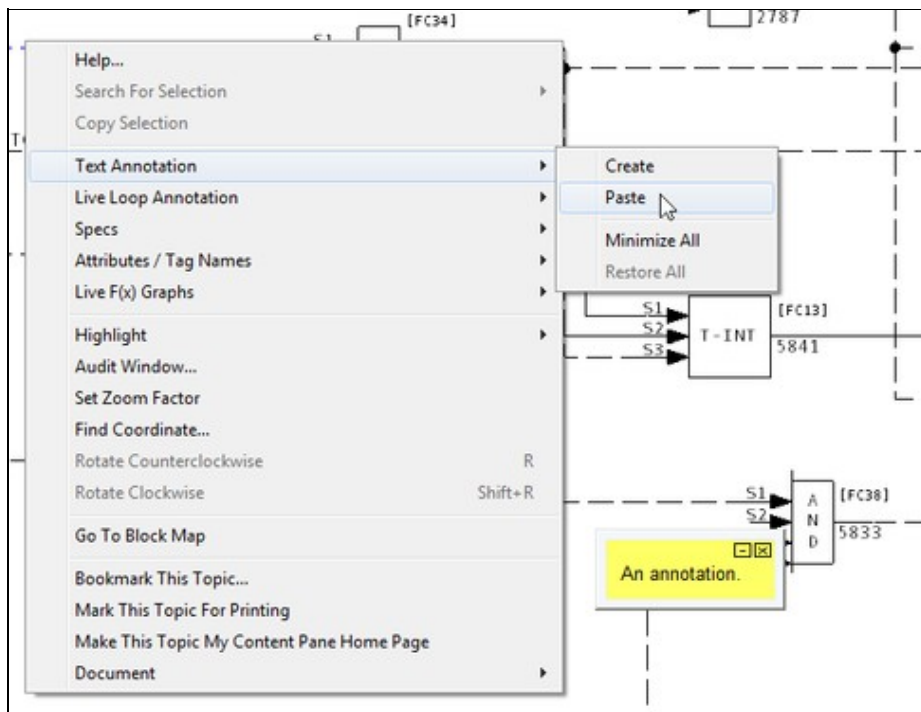 [FC34]
2787
S1
Help...
Search For Selection
Copy Selection
Text Annotation
Live Loop Annotation
Specs
Attributes / Tag Names
Live F(x) Graphs
Highlight
Audit Window...
Set Zoom Factor
Find Coordinate...
Rotate Counterclockwise R
Rotate Clockwise Shift+R
Go To Block Map
Bookmark This Topic...
Mark This Topic For Printing
Make This Topic My Content Pane Home Page
Document
Create
Paste
Minimize All
Restore All
S1
S2
S3
T-INT
[FC13]
5841
S1
S2
AND
[FC38]
5833
An annotation.